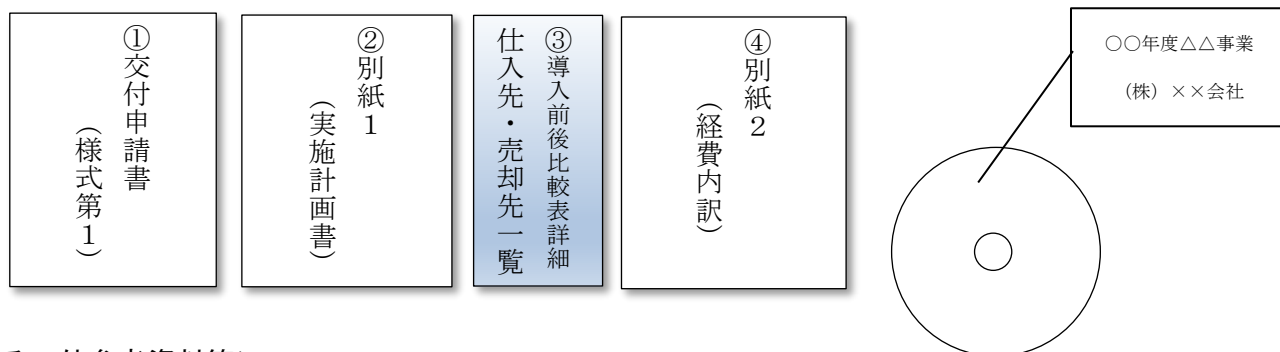 ①交付申請書
(様式第1)
②別紙1
(実施計画書)
③導入前後比較表詳細
仕入先・売却先一覧
④別紙2
(経費内訳)
○○年度△△事業
(株)××会社